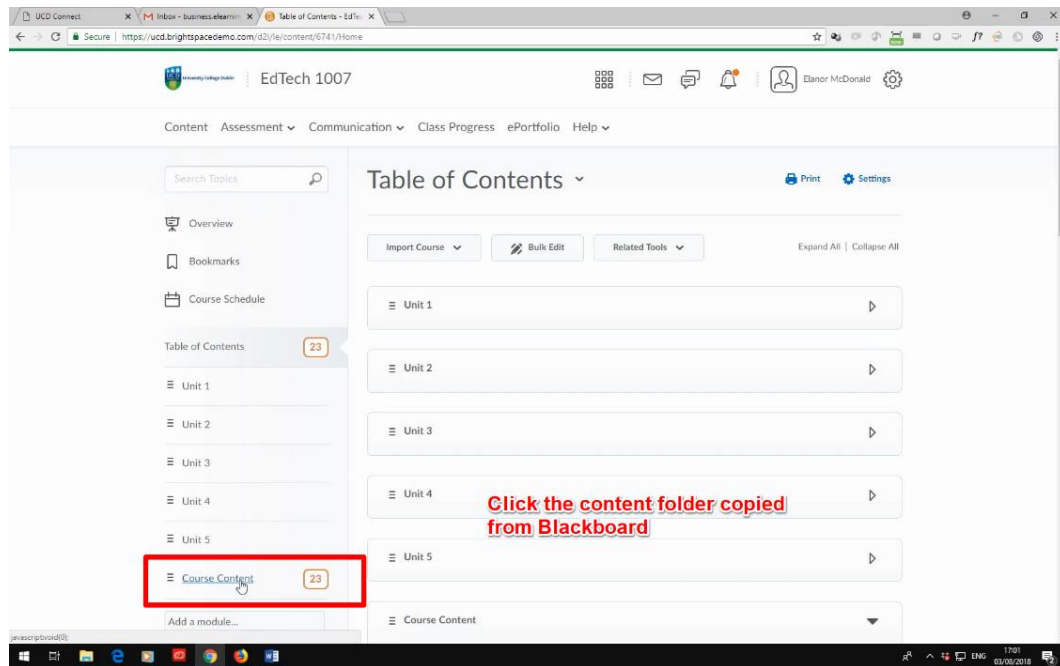 UCD Connect
Inbox - business.elearnin
Table of Contents - EdTe
Secure | https://ucd.brightspacedemo.com/d2l/le/content/6741/Home
EdTech 1007
Elanor McDonald
Content Assessment Communication Class Progress ePortfolio Help
Search Topics
Table of Contents
Print Settings
Overview
Import Course Bulk Edit Related Tools Expand All | Collapse All
Bookmarks
Course Schedule
Unit 1
Table of Contents 23
Unit 2
Unit 1
Unit 2
Unit 3
Unit 3
Unit 4
Unit 4
Click the content folder copied
from Blackboard
Unit 5
Unit 5
Course Content 23
Add a module...
Course Content
javascript:void(0);
ENG
17:01
03/08/2018